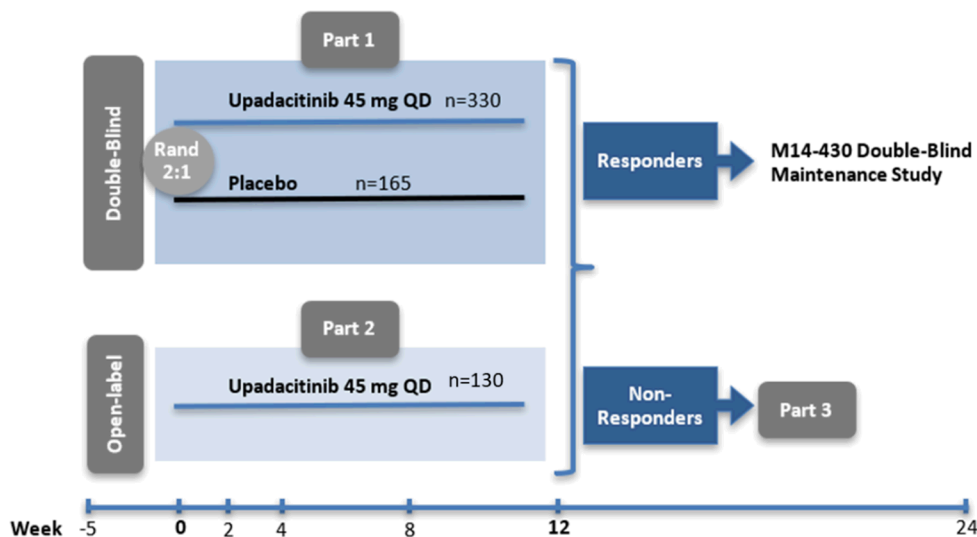 Part 1
Double-Blind
Upadacitinib 45 mg QD n=330
Rand
2:1
Placebo n=165
Responders
M14-430 Double-Blind
Maintenance Study
Part 2
Open-label
Upadacitinib 45 mg QD n=130
Non-
Responders
Part 3
Week -5 0 2 4 8 12 24